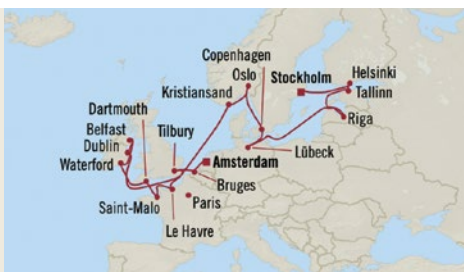 Copenhagen
Oslo
Helsinki
Stockholm
Tallinn
Kristiansand
Dartmouth
Riga
Belfast
Tilbury
Dublin
Lübeck
Waterford
Amsterdam
Bruges
Paris
Saint-Malo
Le Havre